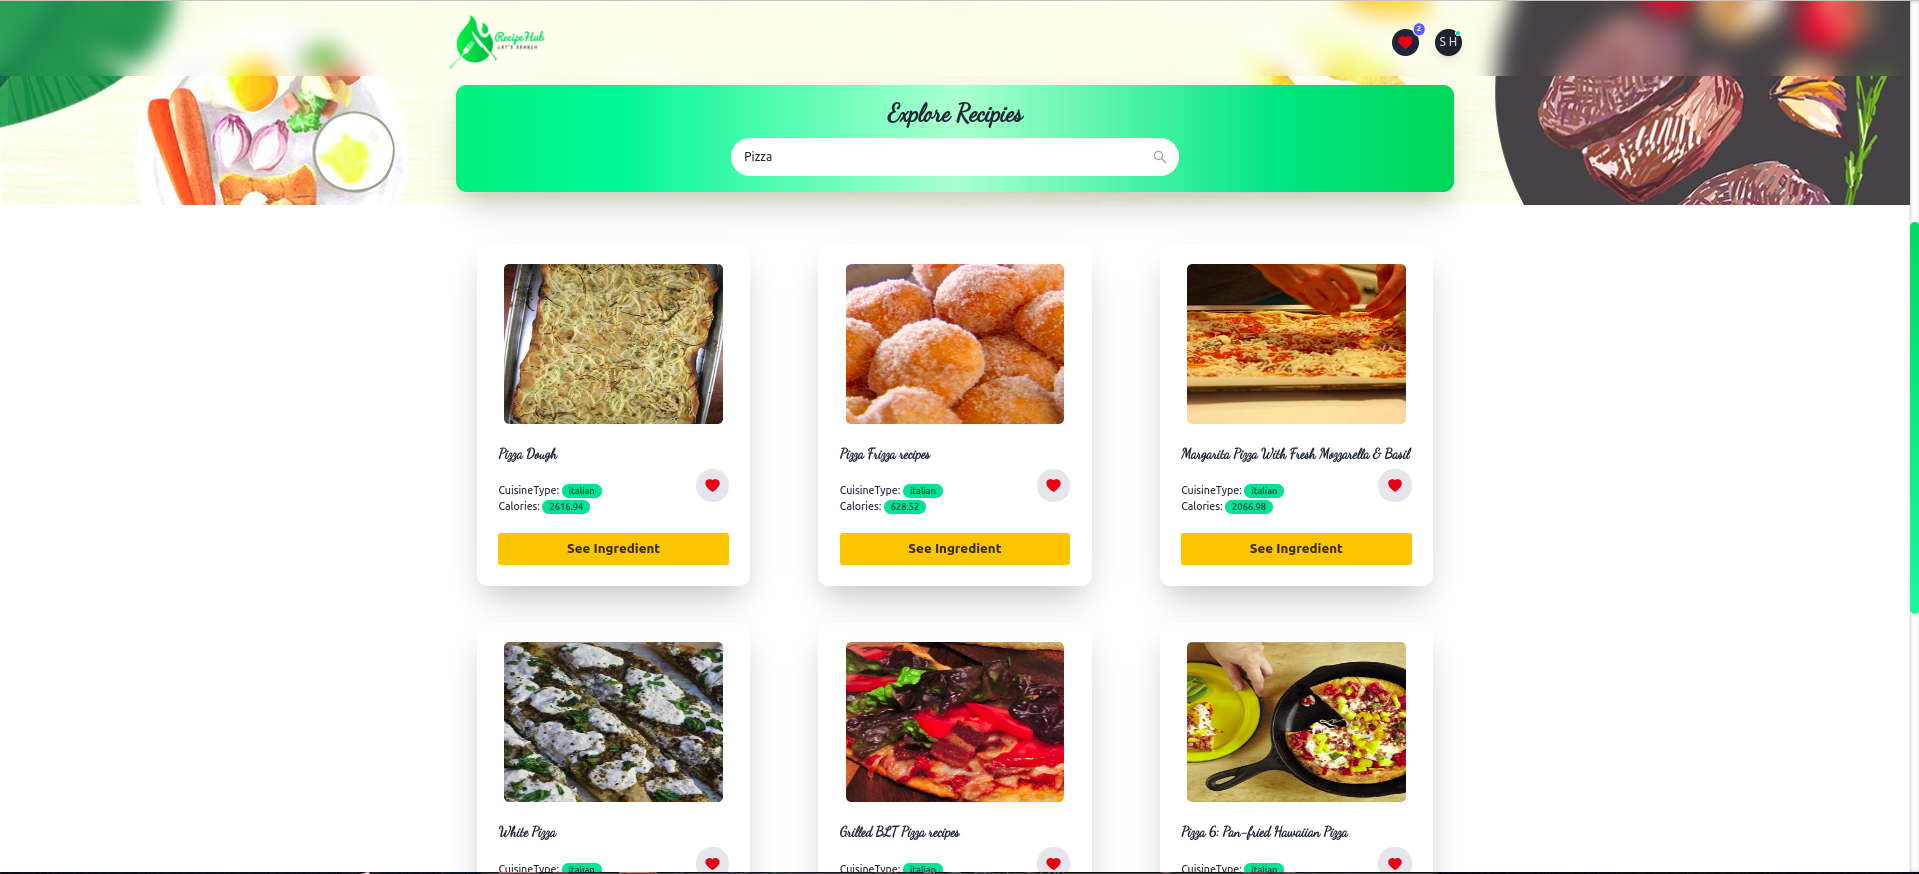 Recipe Hub
LET'S SEARCH
2
S H
Explore Recipies
Pizza
Pizza Dough
CuisineType: italian
Calories: 2616.94
See Ingredient
Pizza Frizza recipes
CuisineType: italian
Calories: 628.52
See Ingredient
Margarita Pizza With Fresh Mozzarella & Basil
CuisineType: italian
Calories: 2066.98
See Ingredient
White Pizza
CuisineType: italian
Grilled BLT Pizza recipes
CuisineType: italian
Pizza 6: Pan-fried Hawaiian Pizza
CuisineType: italian